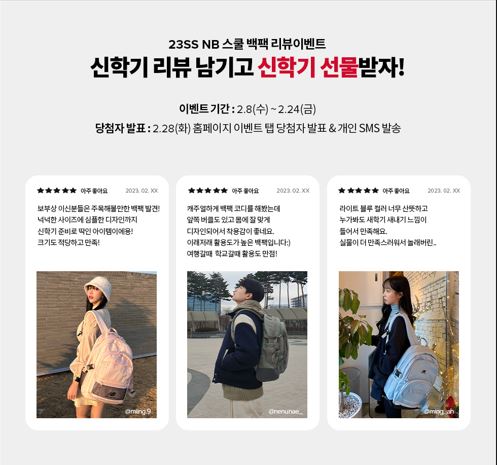 23SS NB 스쿨 백팩 리뷰이벤트
신학기 리뷰 남기고 신학기 선물받자!
이벤트 기간 : 2.8(수) ~ 2.24(금)
당첨자 발표 : 2.28(화) 홈페이지 이벤트 탭 당첨자 발표 & 개인 SMS 발송
★★★★★ 아주 좋아요 2023. 02. XX
보부상 이신분들은 주목해볼만한 백팩 발견!
넉넉한 사이즈에 심플한 디자인까지
신학기 준비로 딱인 아이템이에용!
크기도 적당하고 만족!
@miling.9
★★★★★ 아주 좋아요 2023. 02. XX
캐주얼하게 백팩 코디를 해봤는데
앞쪽 버클도 있고 몸에 잘 맞게
디자인되어서 착용감이 좋네요.
이래저래 활용도가 높은 백팩입니다:)
여행갈때 학교갈때 활용도 만점!
@nenunae_
★★★★★ 아주 좋아요 2023. 02. XX
라이트 블루 컬러 너무 산뜻하고
누가봐도 새학기 새내기 느낌이
들어서 만족해요.
실물이 더 만족스러워서 놀래버린..